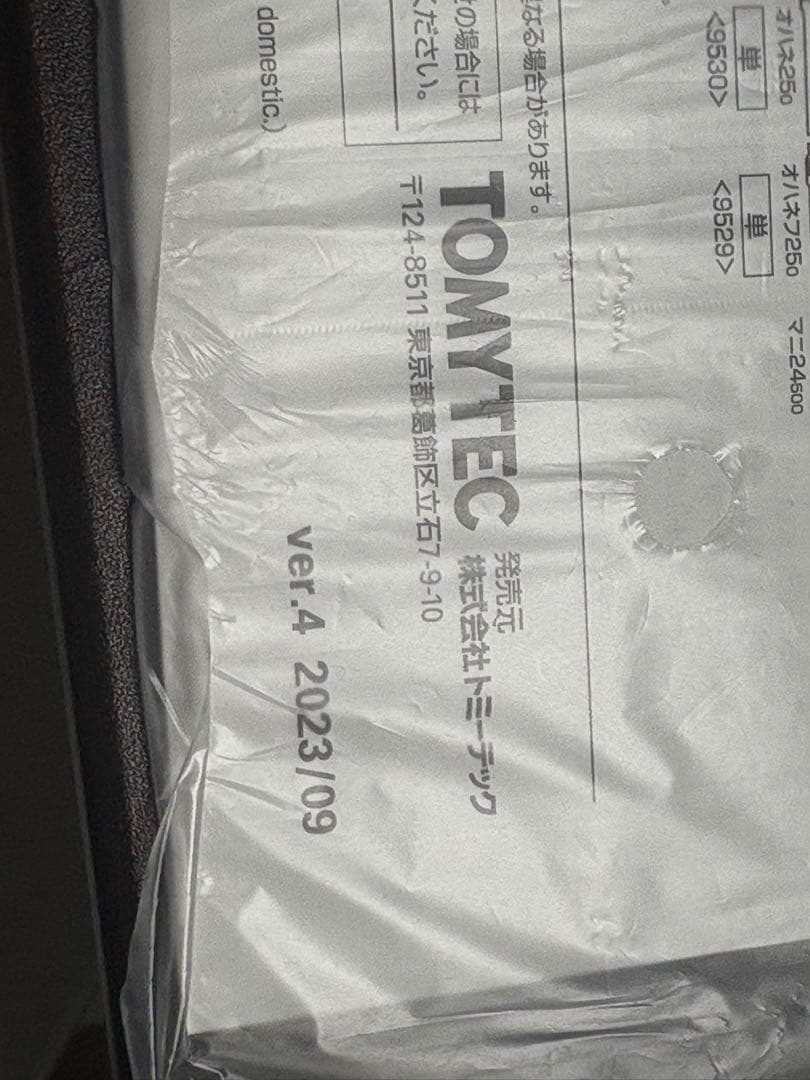 オハネ25₀ オハネフ25₀ マニ24₅₀₀
単 単
<9530> <9529>
なる場合があります。
の場合には
ください。
TOMYTEC
発売元
株式会社トミーテック
〒124-8511 東京都葛飾区立石7-9-10
domestic.)
ver.4 2023/09